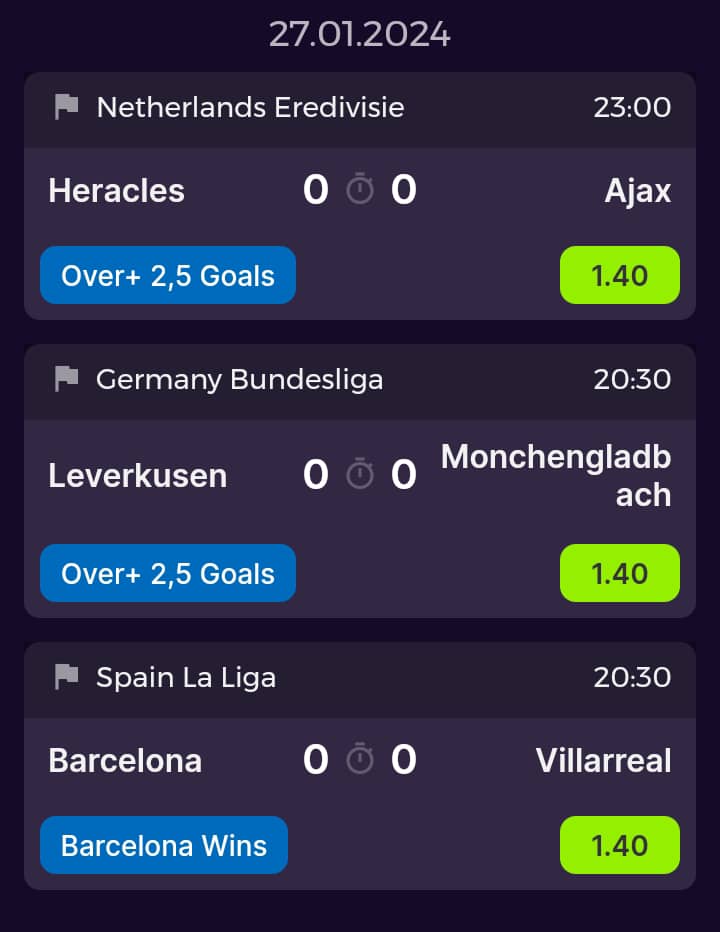 27.01.2024
Netherlands Eredivisie 23:00
Heracles 0 0 Ajax
Over+ 2,5 Goals 1.40
Germany Bundesliga 20:30
Leverkusen 0 0 Monchengladb
ach
Over+ 2,5 Goals 1.40
Spain La Liga 20:30
Barcelona 0 0 Villarreal
Barcelona Wins 1.40